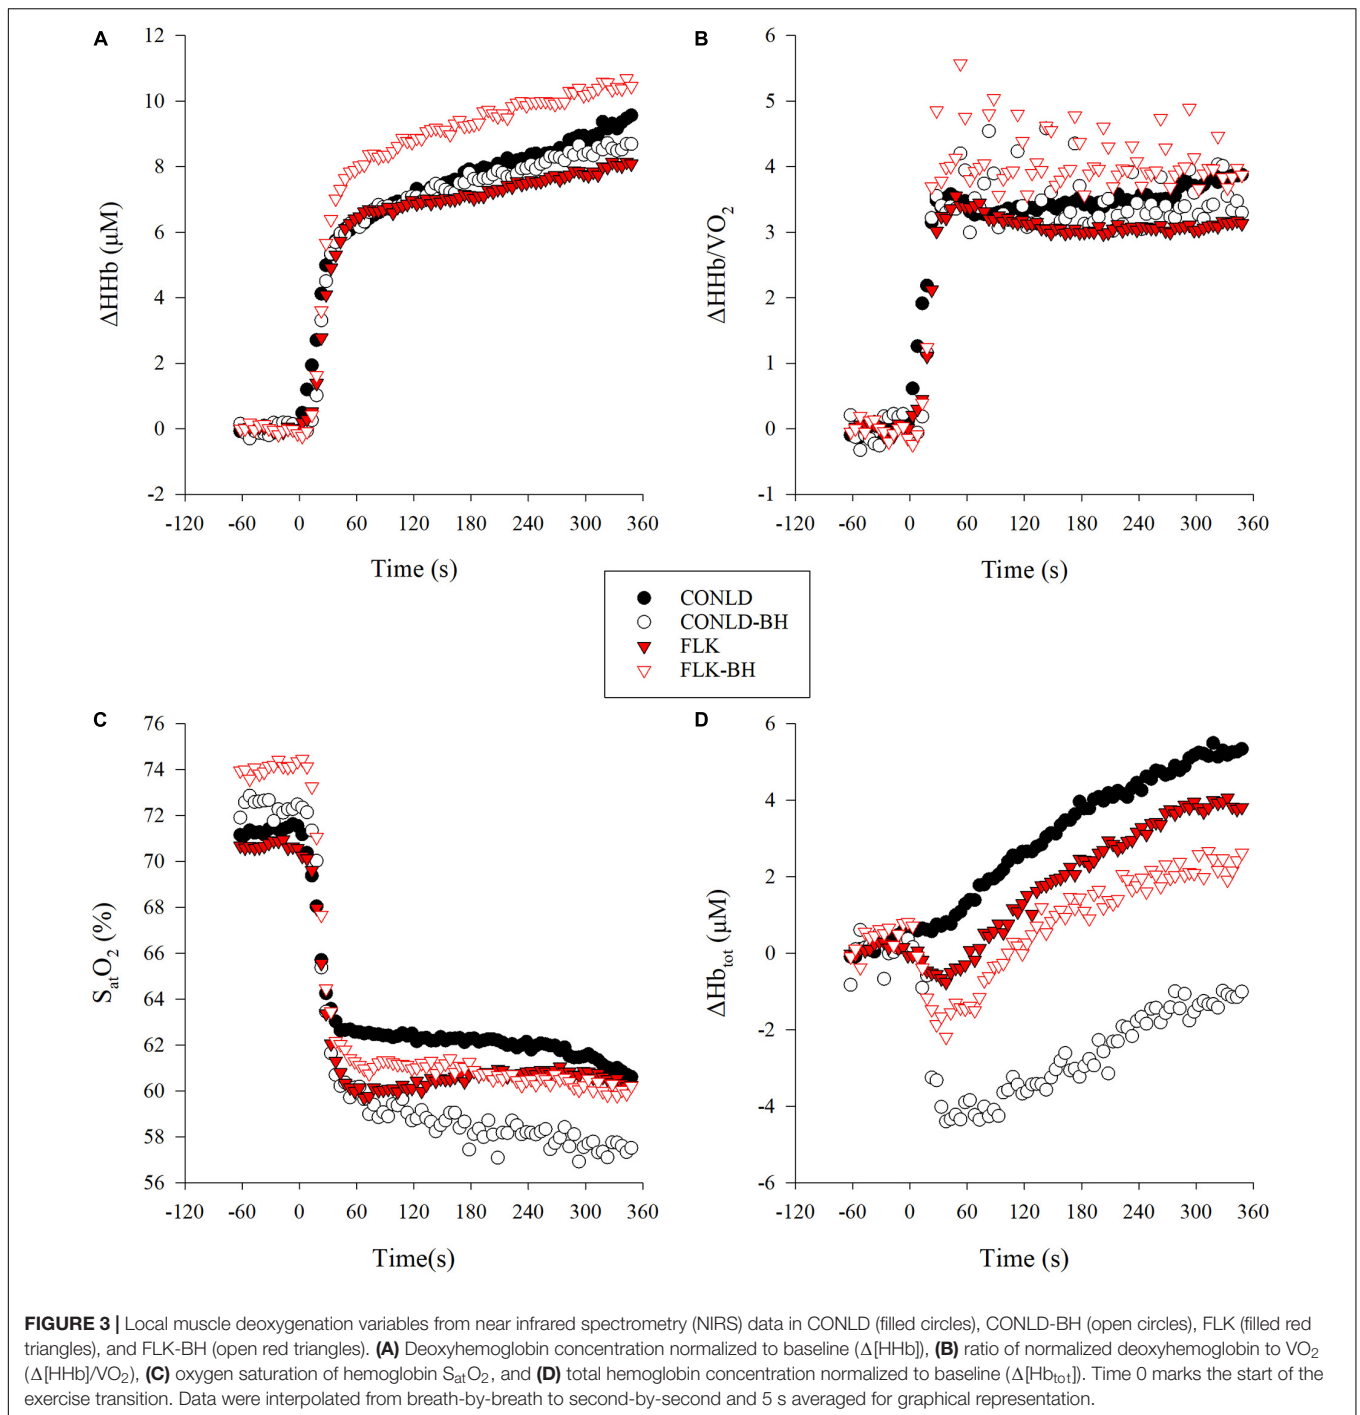 A
B
12
10
8
6
4
2
0
-2
ΔHHb (μM)
-120 -60 0 60 120 180 240 300 360
Time (s)
6
5
4
3
2
1
0
-1
ΔHHb/VO2
-120 -60 0 60 120 180 240 300 360
Time (s)
CONLD
CONLD-BH
FLK
FLK-BH
C
D
76
74
72
70
68
66
64
62
60
58
56
SatO2 (%)
-120 -60 0 60 120 180 240 300 360
Time(s)
6
4
2
0
-2
-4
-6
ΔHbtot (μM)
-120 -60 0 60 120 180 240 300 360
Time (s)
FIGURE 3 | Local muscle deoxygenation variables from near infrared spectrometry (NIRS) data in CONLD (filled circles), CONLD-BH (open circles), FLK (filled red
triangles), and FLK-BH (open red triangles). (A) Deoxyhemoglobin concentration normalized to baseline (Δ[HHb]), (B) ratio of normalized deoxyhemoglobin to VO2
(Δ[HHb]/VO2), (C) oxygen saturation of hemoglobin SatO2, and (D) total hemoglobin concentration normalized to baseline (Δ[Hbtot]). Time 0 marks the start of the
exercise transition. Data were interpolated from breath-by-breath to second-by-second and 5 s averaged for graphical representation.